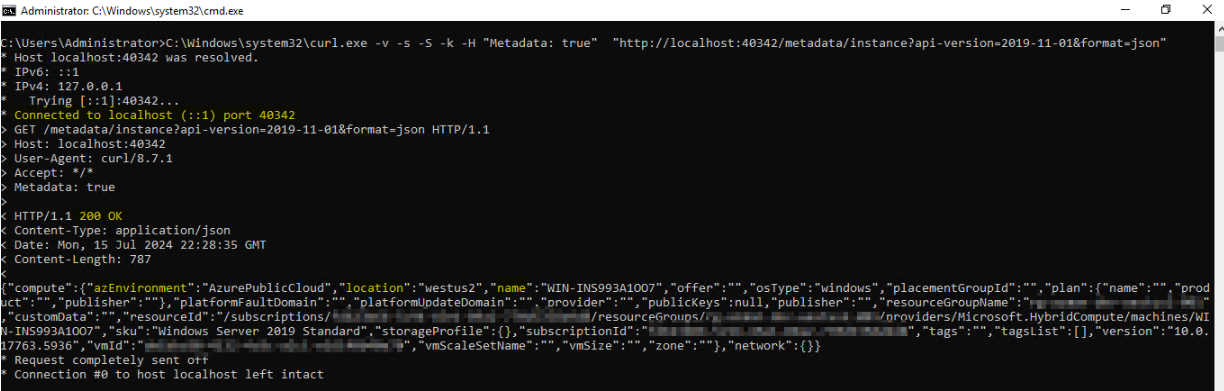 Administrator: C:\Windows\system32\cmd.exe
C:\Users\Administrator>C:\Windows\system32\curl.exe -v -s -S -k -H "Metadata: true"  "http://localhost:40342/metadata/instance?api-version=2019-11-01&format=json"
* Host localhost:40342 was resolved.
* IPv6: ::1
* IPv4: 127.0.0.1
*   Trying [::1]:40342...
* Connected to localhost (::1) port 40342
> GET /metadata/instance?api-version=2019-11-01&format=json HTTP/1.1
> Host: localhost:40342
> User-Agent: curl/8.7.1
> Accept: */*
> Metadata: true
>
< HTTP/1.1 200 OK
< Content-Type: application/json
< Date: Mon, 15 Jul 2024 22:28:35 GMT
< Content-Length: 787
<
{"compute":{"azEnvironment":"AzurePublicCloud","location":"westus2","name":"WIN-INS993A1OO7","offer":"","osType":"windows","placementGroupId":"","plan":{"name":"","prod
uct":"","publisher":""},"platformFaultDomain":"","platformUpdateDomain":"","provider":"","publicKeys":null,"publisher":"","resourceGroupName":"
,"customData":"","resourceId":"/subscriptions/ /resourceGroups/ /providers/Microsoft.HybridCompute/machines/WI
N-INS993A1OO7","sku":"Windows Server 2019 Standard","storageProfile":{},"subscriptionId":" ","tags":"","tagsList":[],"version":"10.0.
17763.5936","vmId":" ","vmScaleSetName":"","vmSize":"","zone":""},"network":{}}
* Request completely sent off
* Connection #0 to host localhost left intact